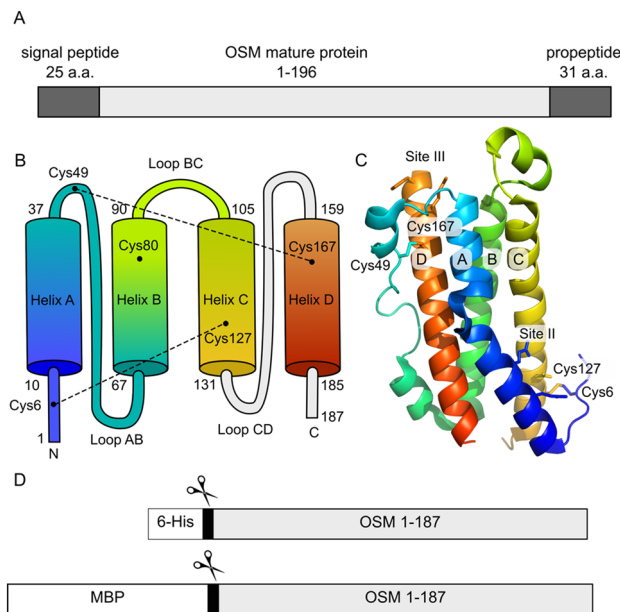 A
signal peptide OSM mature protein propeptide
25 a.a. 1-196 31 a.a.
B
C
Cys49
Loop BC
Site III
37 90 105 159
Cys80
Cys167
Cys167
Cys49
D A B C
Helix A Helix B Helix C Helix D
Cys127
Site II
10 67 131 185
Cys127
Cys6
Cys6
187
1
N
Loop AB
Loop CD
C
D
6-His OSM 1-187
MBP OSM 1-187